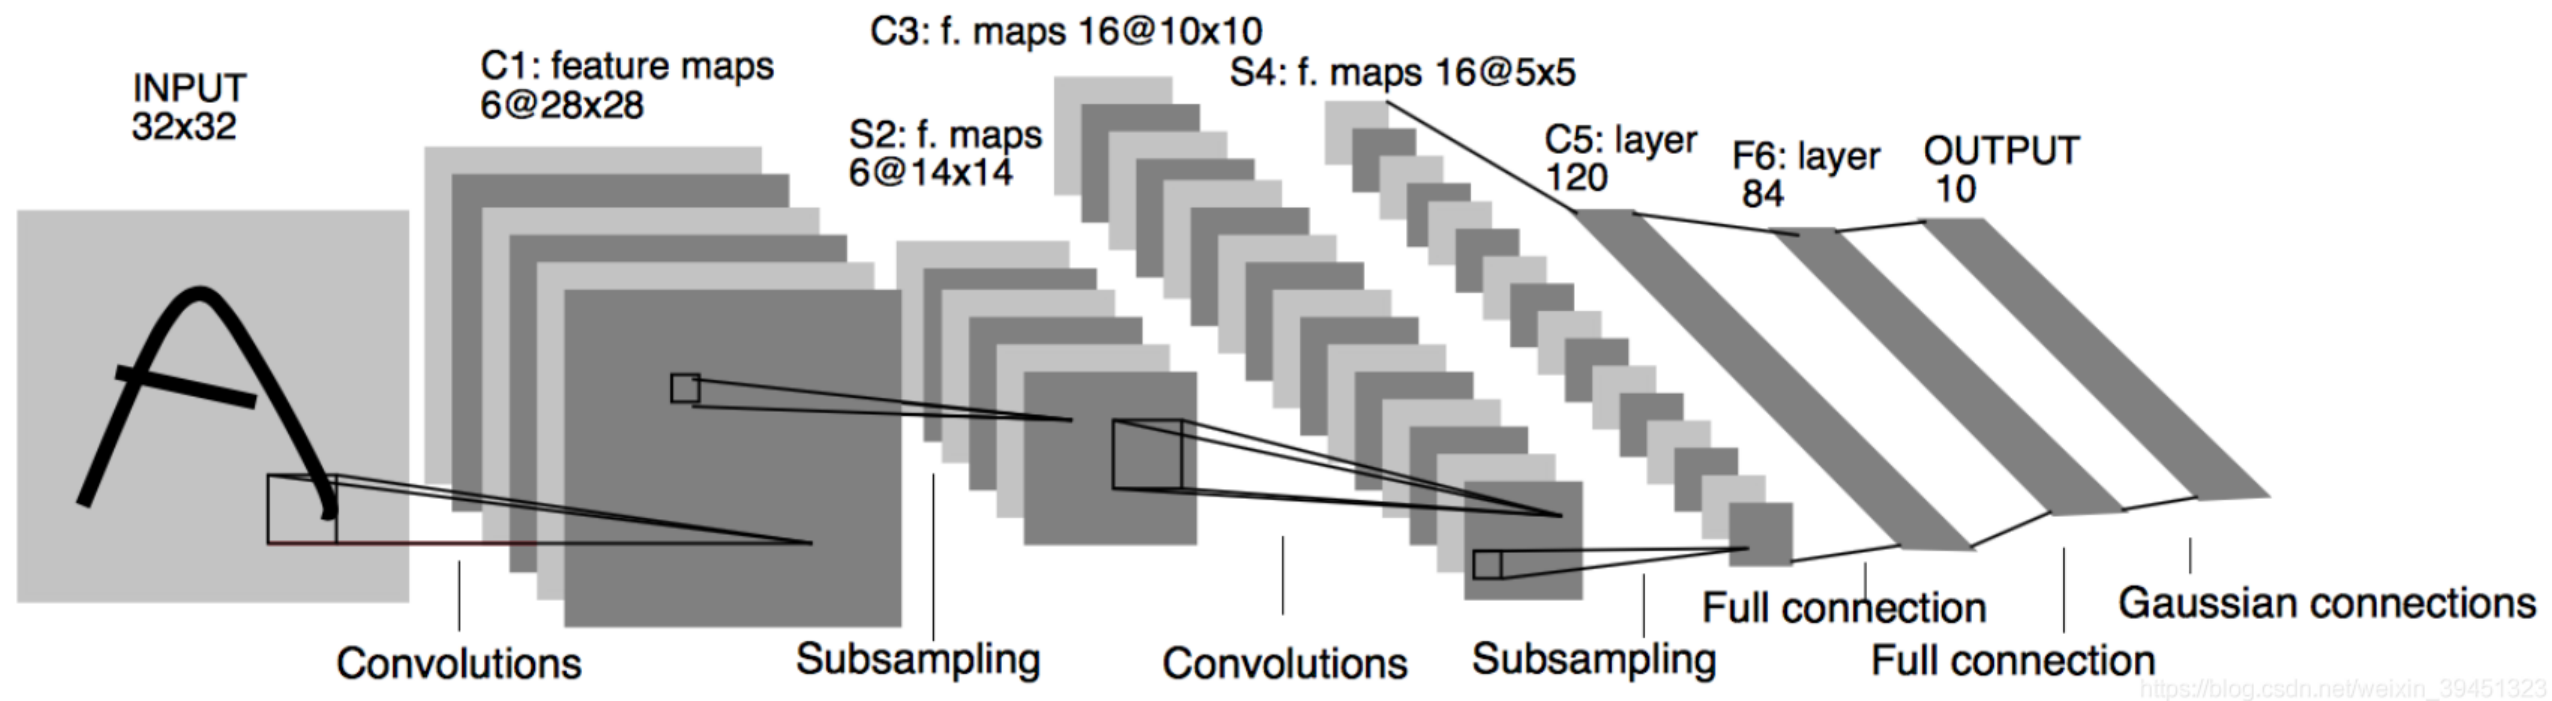 INPUT
32x32
C1: feature maps
6@28x28
S2: f. maps
6@14x14
C3: f. maps 16@10x10
S4: f. maps 16@5x5
C5: layer
120
F6: layer
84
OUTPUT
10
Convolutions
Subsampling
Convolutions
Subsampling
Full connection
Full connection
Gaussian connections
https://blog.csdn.net/weixin_39451323